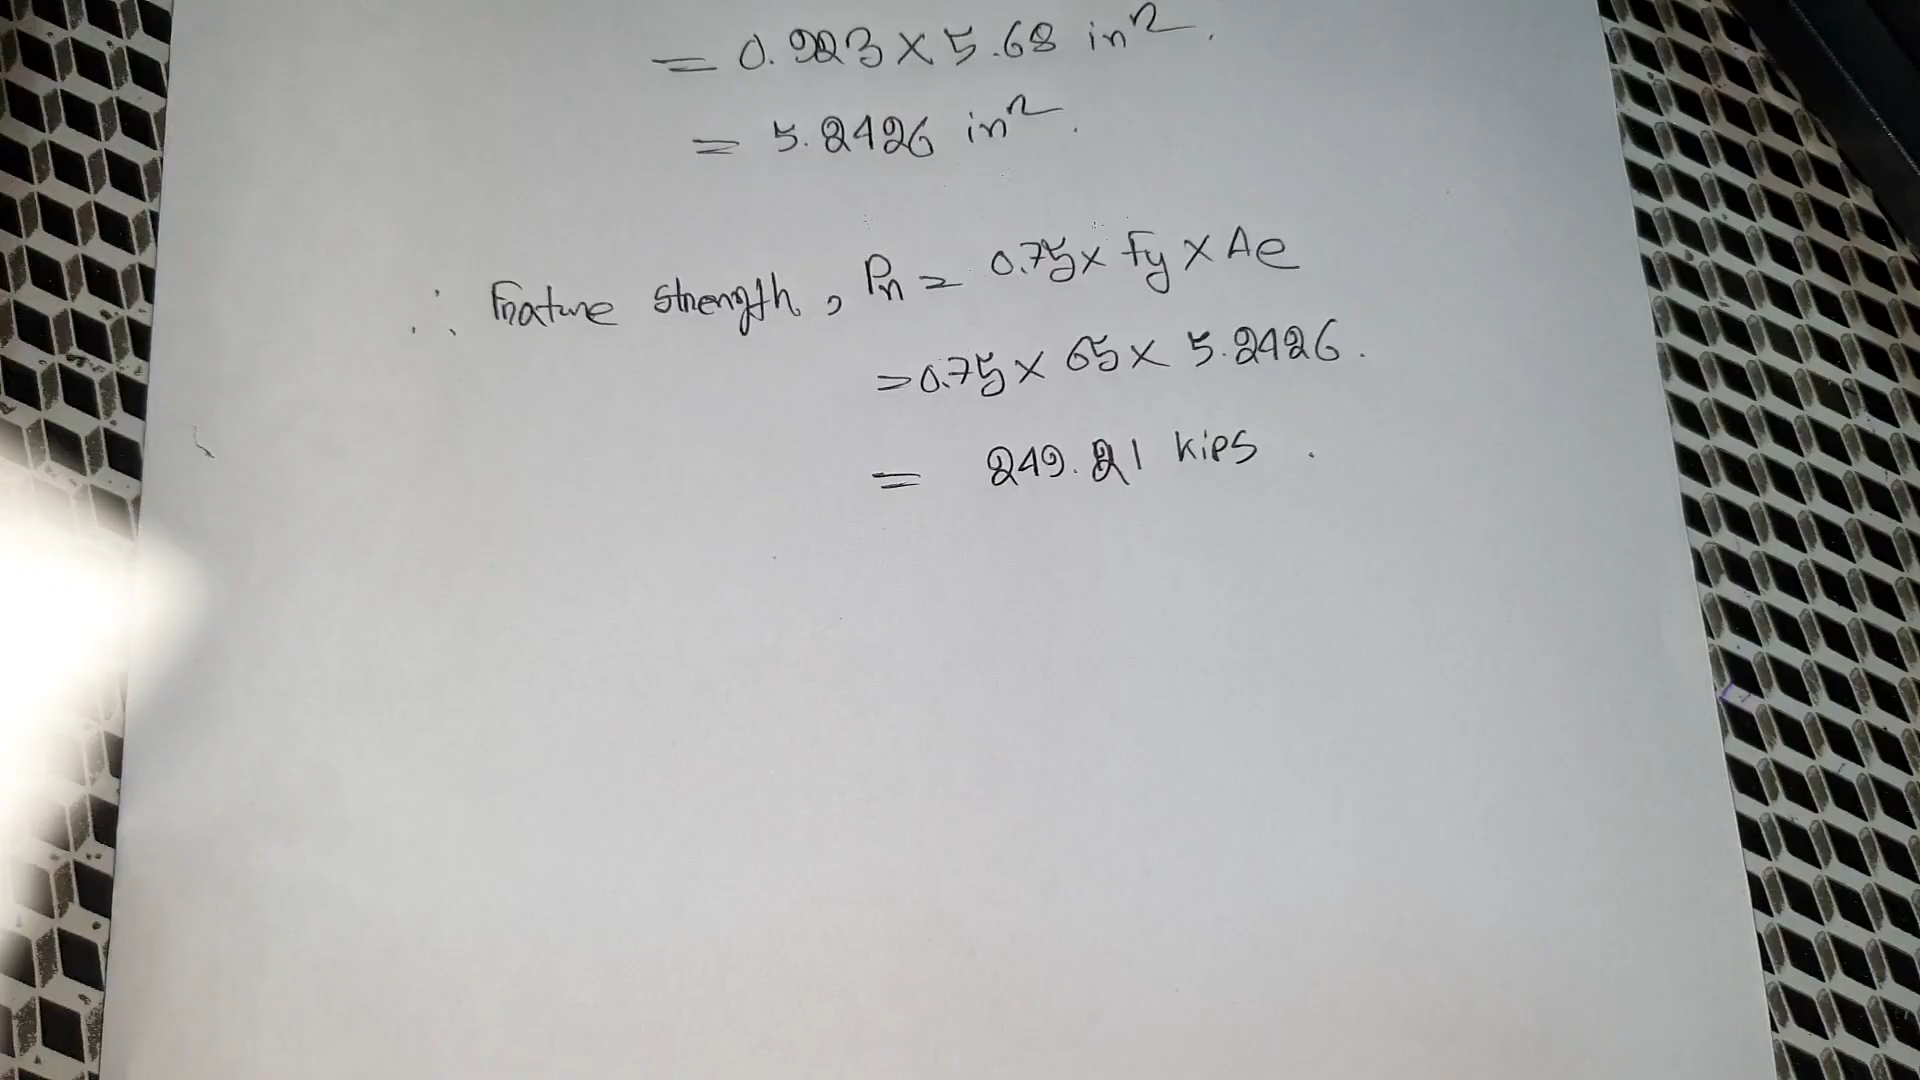 = 0.923 × 5.68 in².
= 5.2426 in².
∴ Frature strength, Pn = 0.75 × Fy × Ae
= 0.75 × 65 × 5.2426.
= 249.21 kips.